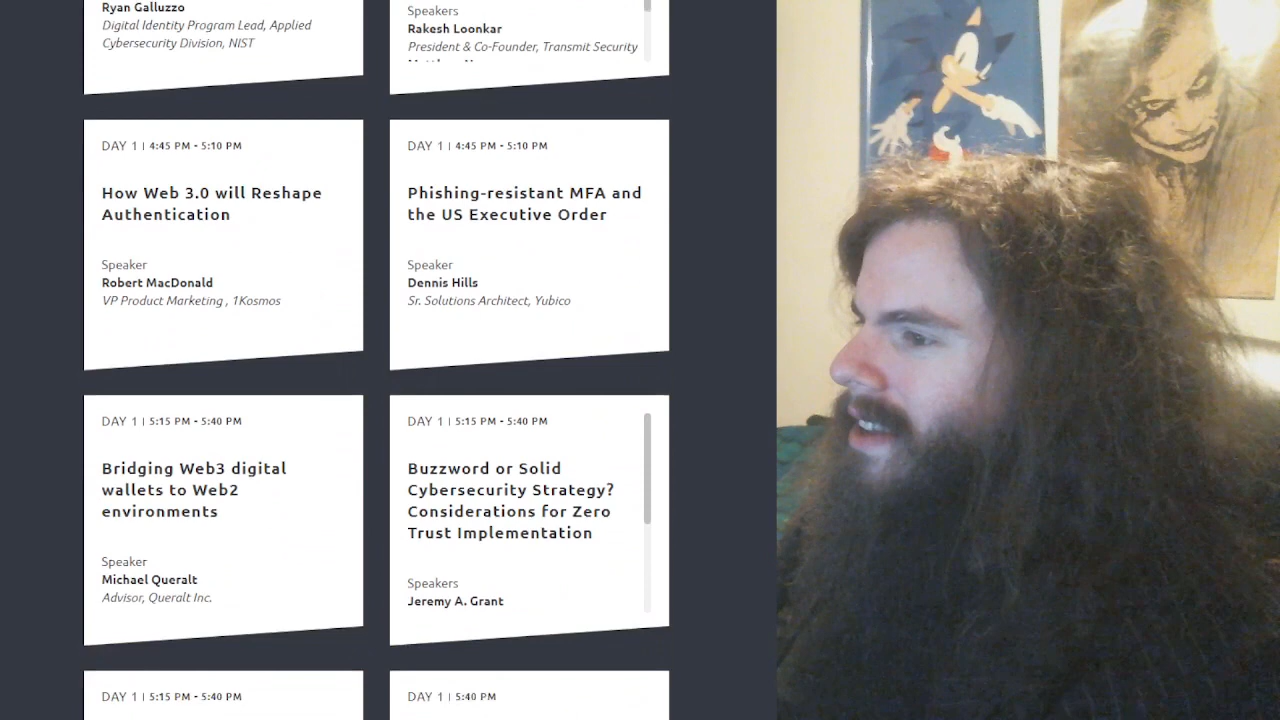 Ryan Galluzzo
Digital Identity Program Lead, Applied
Cybersecurity Division, NIST
Speakers
Rakesh Loonkar
President & Co-Founder, Transmit Security
DAY 1 | 4:45 PM - 5:10 PM
How Web 3.0 will Reshape
Authentication
Speaker
Robert MacDonald
VP Product Marketing , 1Kosmos
DAY 1 | 4:45 PM - 5:10 PM
Phishing-resistant MFA and
the US Executive Order
Speaker
Dennis Hills
Sr. Solutions Architect, Yubico
DAY 1 | 5:15 PM - 5:40 PM
Bridging Web3 digital
wallets to Web2
environments
Speaker
Michael Queralt
Advisor, Queralt Inc.
DAY 1 | 5:15 PM - 5:40 PM
Buzzword or Solid
Cybersecurity Strategy?
Considerations for Zero
Trust Implementation
Speakers
Jeremy A. Grant
DAY 1 | 5:15 PM - 5:40 PM
DAY 1 | 5:40 PM